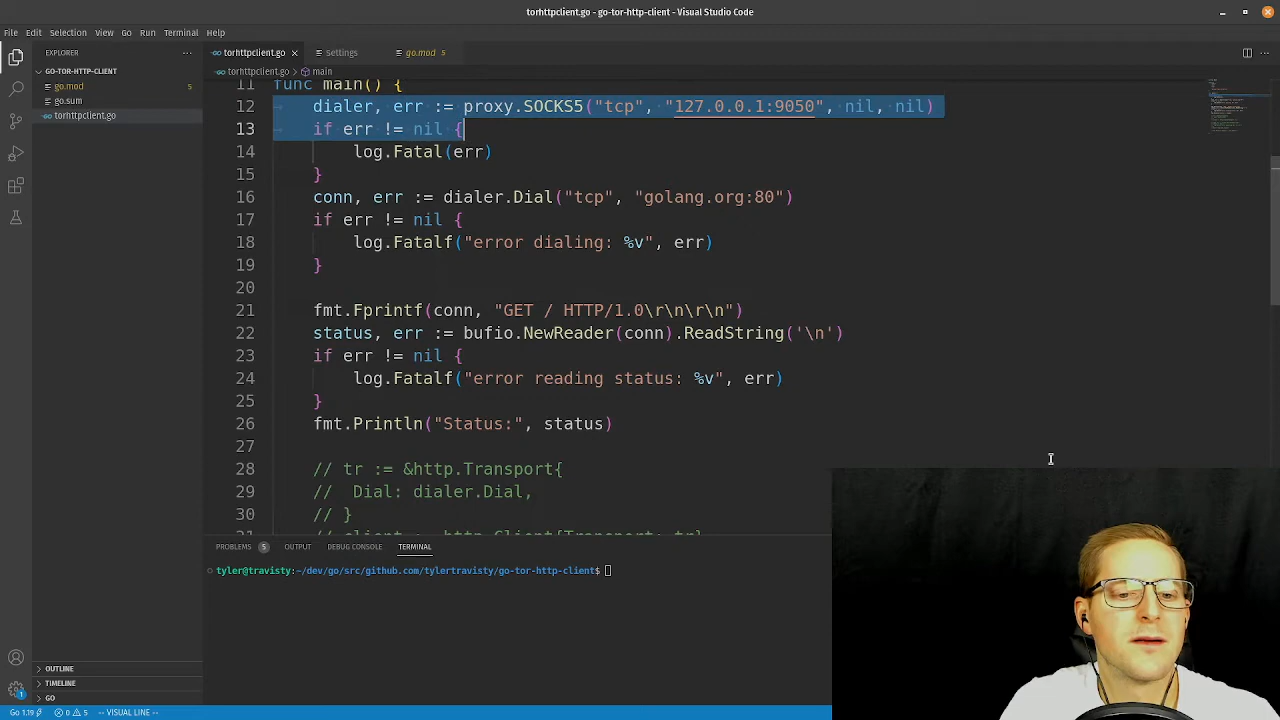 torhttpclient.go - go-tor-http-client - Visual Studio Code
File Edit Selection View Go Run Terminal Help
EXPLORER
GO-TOR-HTTP-CLIENT
go.mod 5
go.sum
torhttpclient.go
OUTLINE
TIMELINE
GO
torhttpclient.go settings go.mod 5
torhttpclient.go > main
11 func main() {
12 dialer, err := proxy.SOCKS5("tcp", "127.0.0.1:9050", nil, nil)
13 if err != nil {
14 log.Fatal(err)
15 }
16 conn, err := dialer.Dial("tcp", "golang.org:80")
17 if err != nil {
18 log.Fatalf("error dialing: %v", err)
19 }
20
21 fmt.Fprintf(conn, "GET / HTTP/1.0\r\n\r\n")
22 status, err := bufio.NewReader(conn).ReadString('\n')
23 if err != nil {
24 log.Fatalf("error reading status: %v", err)
25 }
26 fmt.Println("Status:", status)
27
28 // tr := &http.Transport{
29 // Dial: dialer.Dial,
30 // }
31 // client := http.Client{Transport: tr}
PROBLEMS 5 OUTPUT DEBUG CONSOLE TERMINAL
tyler@travisty:~/dev/go/src/github.com/tylertravisty/go-tor-http-client$
1
Go 1.19 0 5 -- VISUAL LINE --